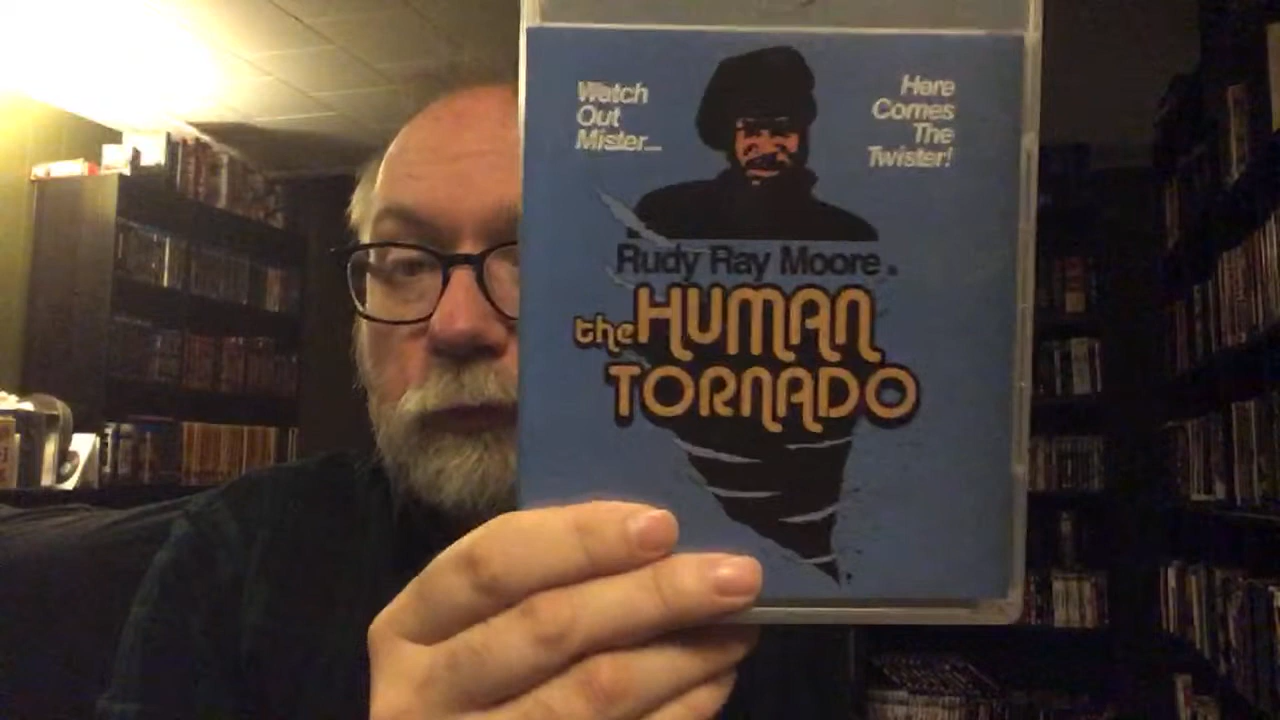 Watch
Out
Mister...
Here
Comes
The
Twister!
Rudy Ray Moore.
the HUMAN
TORNADO